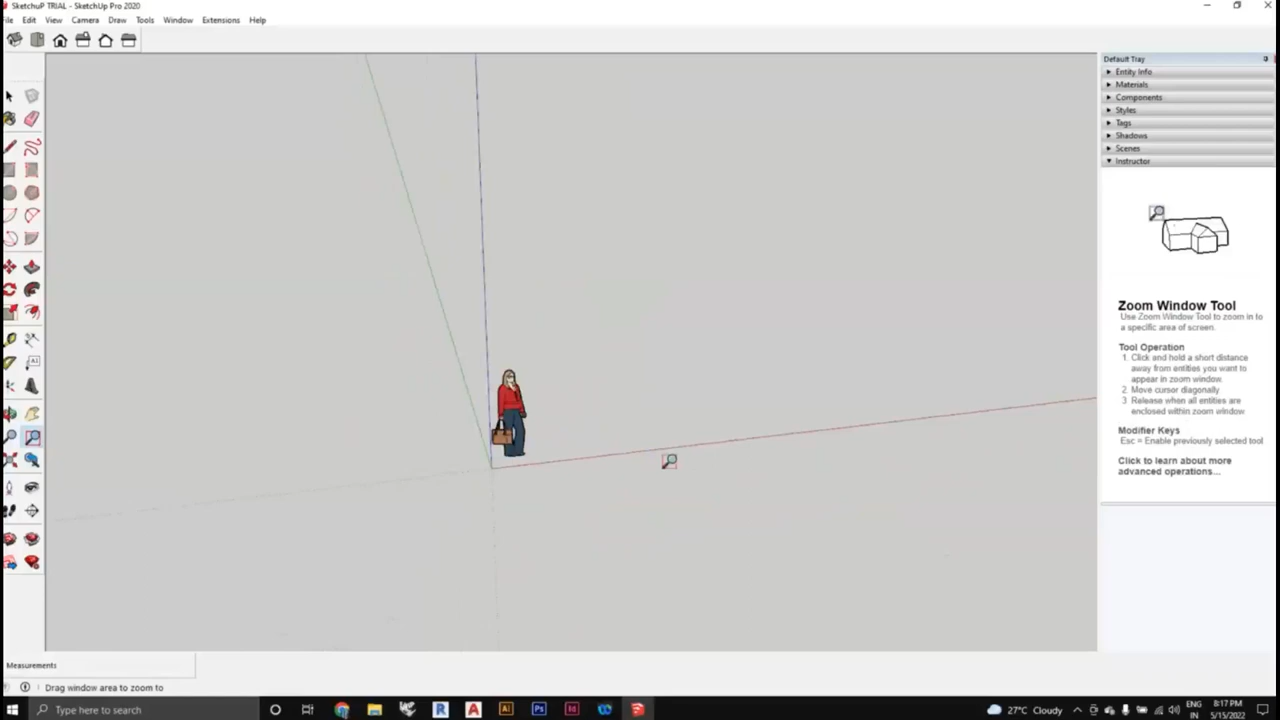 SketchuP TRIAL - SketchUp Pro 2020
File Edit View Camera Draw Tools Window Extensions Help
Default Tray
Entity Info
Materials
Components
Styles
Tags
Shadows
Scenes
Instructor
Zoom Window Tool
Use Zoom Window Tool to zoom in to
a specific area of screen.
Tool Operation
1. Click and hold a short distance
away from entities you want to
appear in zoom window
2. Move cursor diagonally
3 Release when all entities are
enclosed within zoom window
Modifier Keys
Esc = Enable previously selected tool
Click to learn about more
advanced operations...
A1
Measurements
Drag window area to zoom to
Type here to search
R
A
Ai
Ps
Id
27°C Cloudy
ENG
IN
8:17 PM
5/15/2022